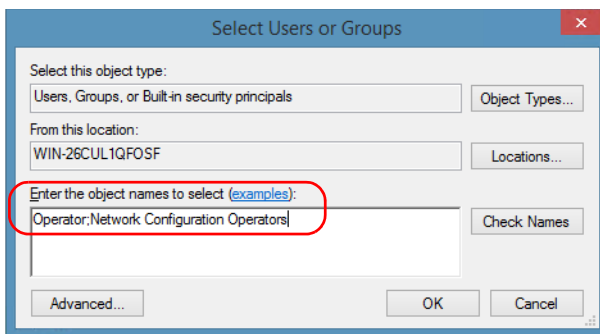 Select Users or Groups
Select this object type:
Users, Groups, or Built-in security principals
Object Types...
From this location:
WIN-26CUL1QFOSF
Locations...
Enter the object names to select (examples):
Operator;Network Configuration Operators
Check Names
Advanced...
OK
Cancel